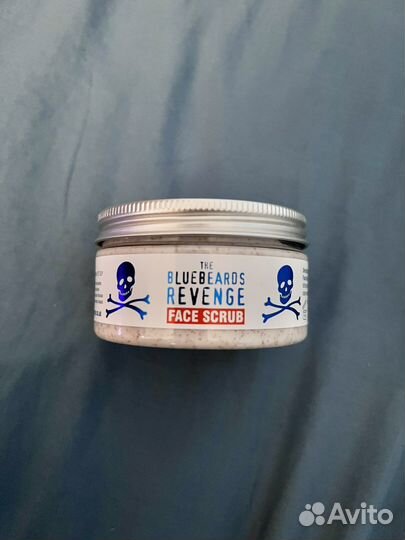 THE
BLUEBEARDS
REVENGE
FACE SCRUB
Avito